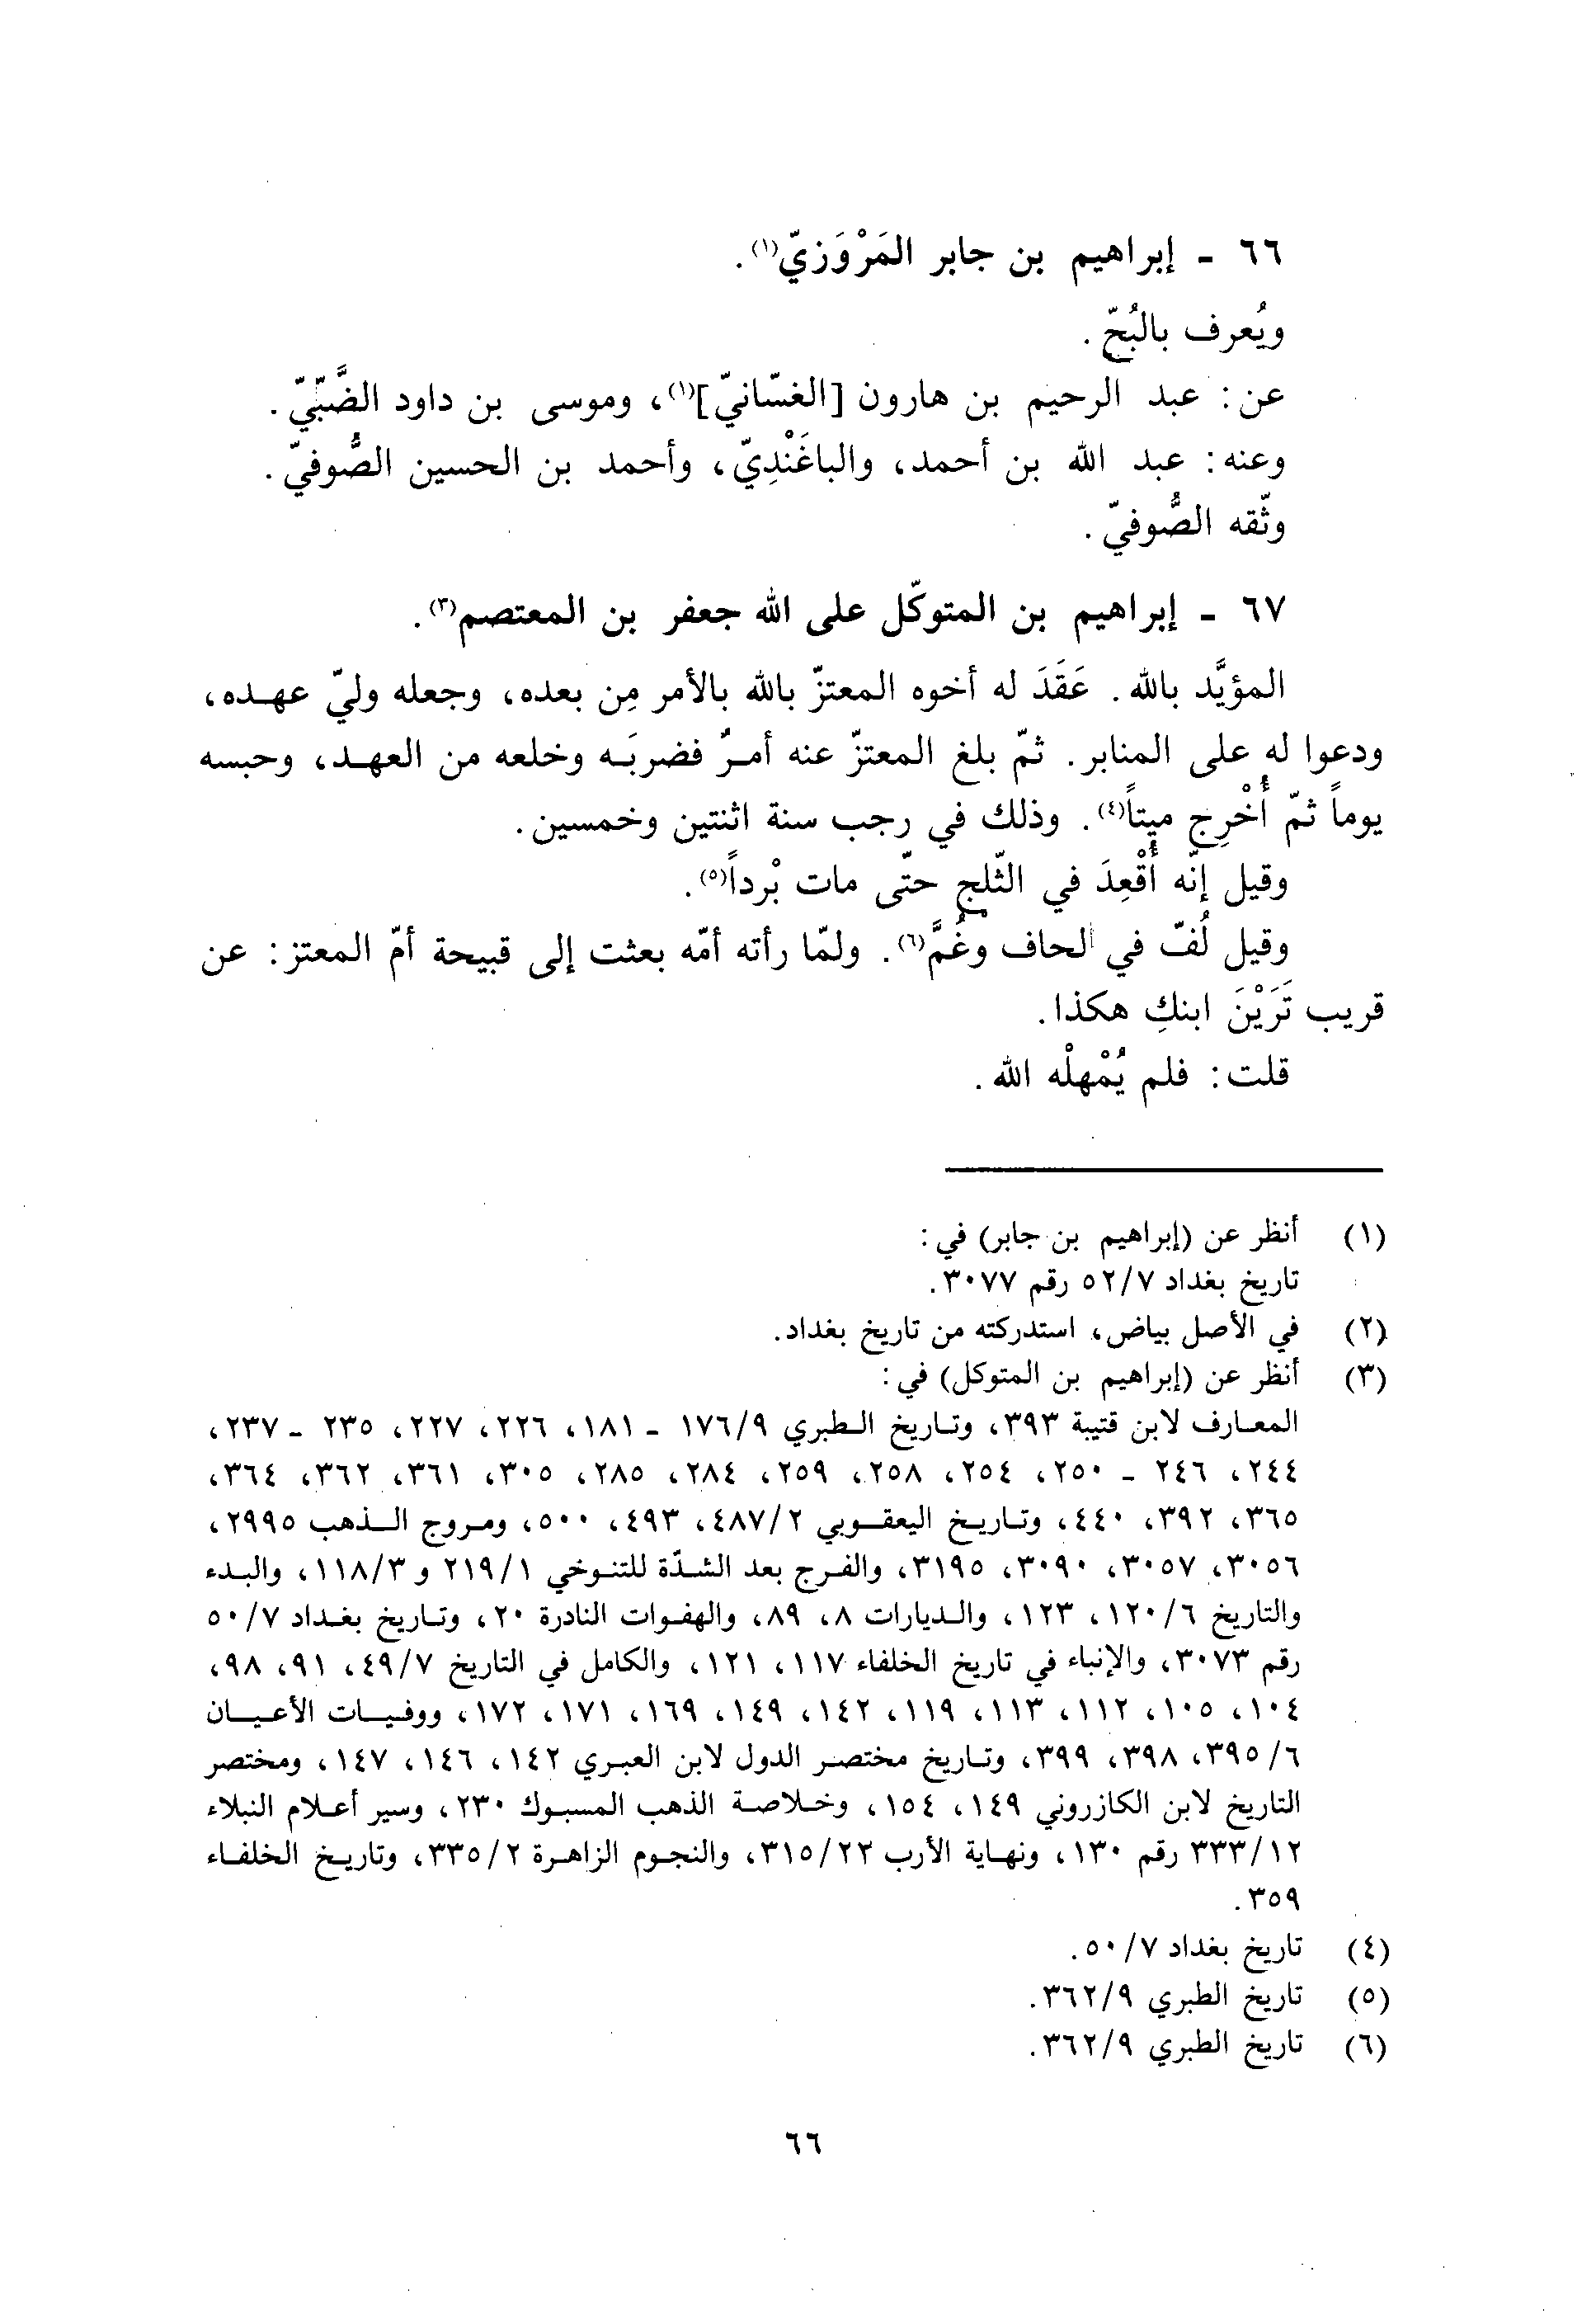 ٦٦ - إبراهيم بن جابر المَرْوَزيّ(١).
ويُعرف بالبُحّ.
عن: عبد الرحيم بن هارون [الغسّانيّ](١)، وموسى بن داود الضَّبّيّ.
وعنه: عبد الله بن أحمد، والباغَنْدِيّ، وأحمد بن الحسين الصُّوفيّ.
وثّقه الصُّوفيّ.
٦٧ - إبراهيم بن المتوكّل على الله جعفر بن المعتصم(٣).
المؤيَّد بالله. عَقَدَ له أخوه المعتزّ بالله بالأمر مِن بعده، وجعله وليّ عهده،
ودعوا له على المنابر. ثمّ بلغ المعتزّ عنه أمرٌ فضربَه وخلعه من العهد، وحبسه
يوماً ثمّ أُخْرِج ميتاً(٤). وذلك في رجب سنة اثنتين وخمسين.
وقيل إنّه أُقْعِدَ في الثّلج حتّى مات بْرداً(٥).
وقيل لُفّ في الحاف وغُمَّ(٦). ولمّا رأته أمّه بعثت إلى قبيحة أمّ المعتز: عن
قريب تَرَيْنَ ابنكِ هكذا.
قلت: فلم يُمْهلْه الله.
(١) أنظر عن (إبراهيم بن جابر) في:
تاريخ بغداد ٥٢/٧ رقم ٣٠٧٧.
(٢) في الأصل بياض، استدركته من تاريخ بغداد.
(٣) أنظر عن (إبراهيم بن المتوكل) في:
المعارف لابن قتيبة ٣٩٣، وتاريخ الطبري ١٧٦/٩ - ١٨١، ٢٢٦، ٢٢٧، ٢٣٥ - ٢٣٧،
٢٤٤، ٢٤٦ - ٢٥٠، ٢٥٤، ٢٥٨، ٢٥٩، ٢٨٤، ٢٨٥، ٣٠٥، ٣٦١، ٣٦٢، ٣٦٤،
٣٦٥، ٣٩٢، ٤٤٠، وتاريخ اليعقوبي ٤٨٧/٢، ٤٩٣، ٥٠٠، ومروج الذهب ٢٩٩٥،
٣٠٥٦، ٣٠٥٧، ٣٠٩٠، ٣١٩٥، والفرج بعد الشدّة للتنوخي ٢١٩/١ و ١١٨/٣، والبدء
والتاريخ ١٢٠/٦، ١٢٣، والديارات ٨، ٨٩، والهفوات النادرة ٢٠، وتاريخ بغداد ٥٠/٧
رقم ٣٠٧٣، والإنباء في تاريخ الخلفاء ١١٧، ١٢١، والكامل في التاريخ ٤٩/٧، ٩١، ٩٨،
١٠٤، ١٠٥، ١١٢، ١١٣، ١١٩، ١٤٢، ١٤٩، ١٦٩، ١٧١، ١٧٢، ووفيات الأعيان
٣٩٥/٦، ٣٩٨، ٣٩٩، وتاريخ مختصر الدول لابن العبري ١٤٢، ١٤٦، ١٤٧، ومختصر
التاريخ لابن الكازروني ١٤٩، ١٥٤، وخلاصة الذهب المسبوك ٢٣٠، وسير أعلام النبلاء
٣٣٣/١٢ رقم ١٣٠، ونهاية الأرب ٣١٥/٢٢، والنجوم الزاهرة ٣٣٥/٢، وتاريخ الخلفاء
٣٥٩.
(٤) تاريخ بغداد ٥٠/٧.
(٥) تاريخ الطبري ٣٦٢/٩.
(٦) تاريخ الطبري ٣٦٢/٩.
٦٦